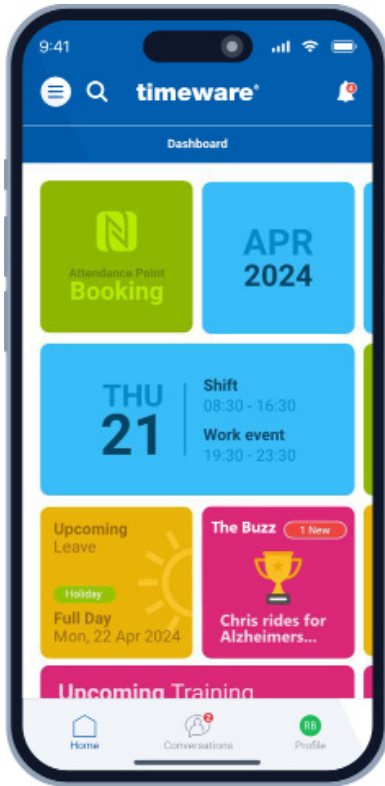 9:41
timeware®
4
Dashboard
Attendance Point
Booking
APR
2024
THU
21
Shift
08:30 - 16:30
Work event
19:30 - 23:30
Upcoming
Leave
Holiday
Full Day
Mon, 22 Apr 2024
The Buzz
1 New
Chris rides for
Alzheimers...
Upcoming Training
2
RB
Home
Conversations
Profile